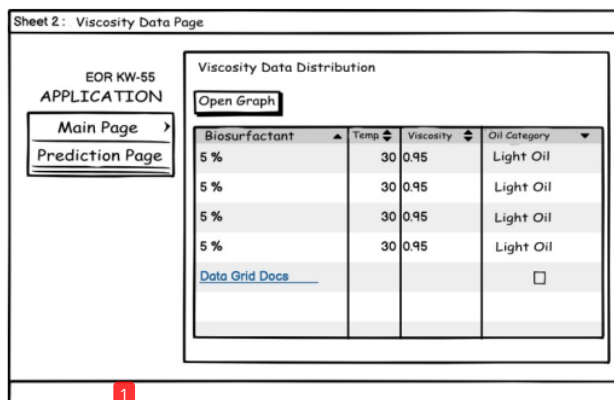 Sheet 2: Viscosity Data Page
EOR KW-55
APPLICATION
Main Page
Prediction Page
Viscosity Data Distribution
Open Graph
Biosurfactant Temp Viscosity Oil Category
5 % 30 0.95 Light Oil
5 % 30 0.95 Light Oil
5 % 30 0.95 Light Oil
5 % 30 0.95 Light Oil
Data Grid Docs
1